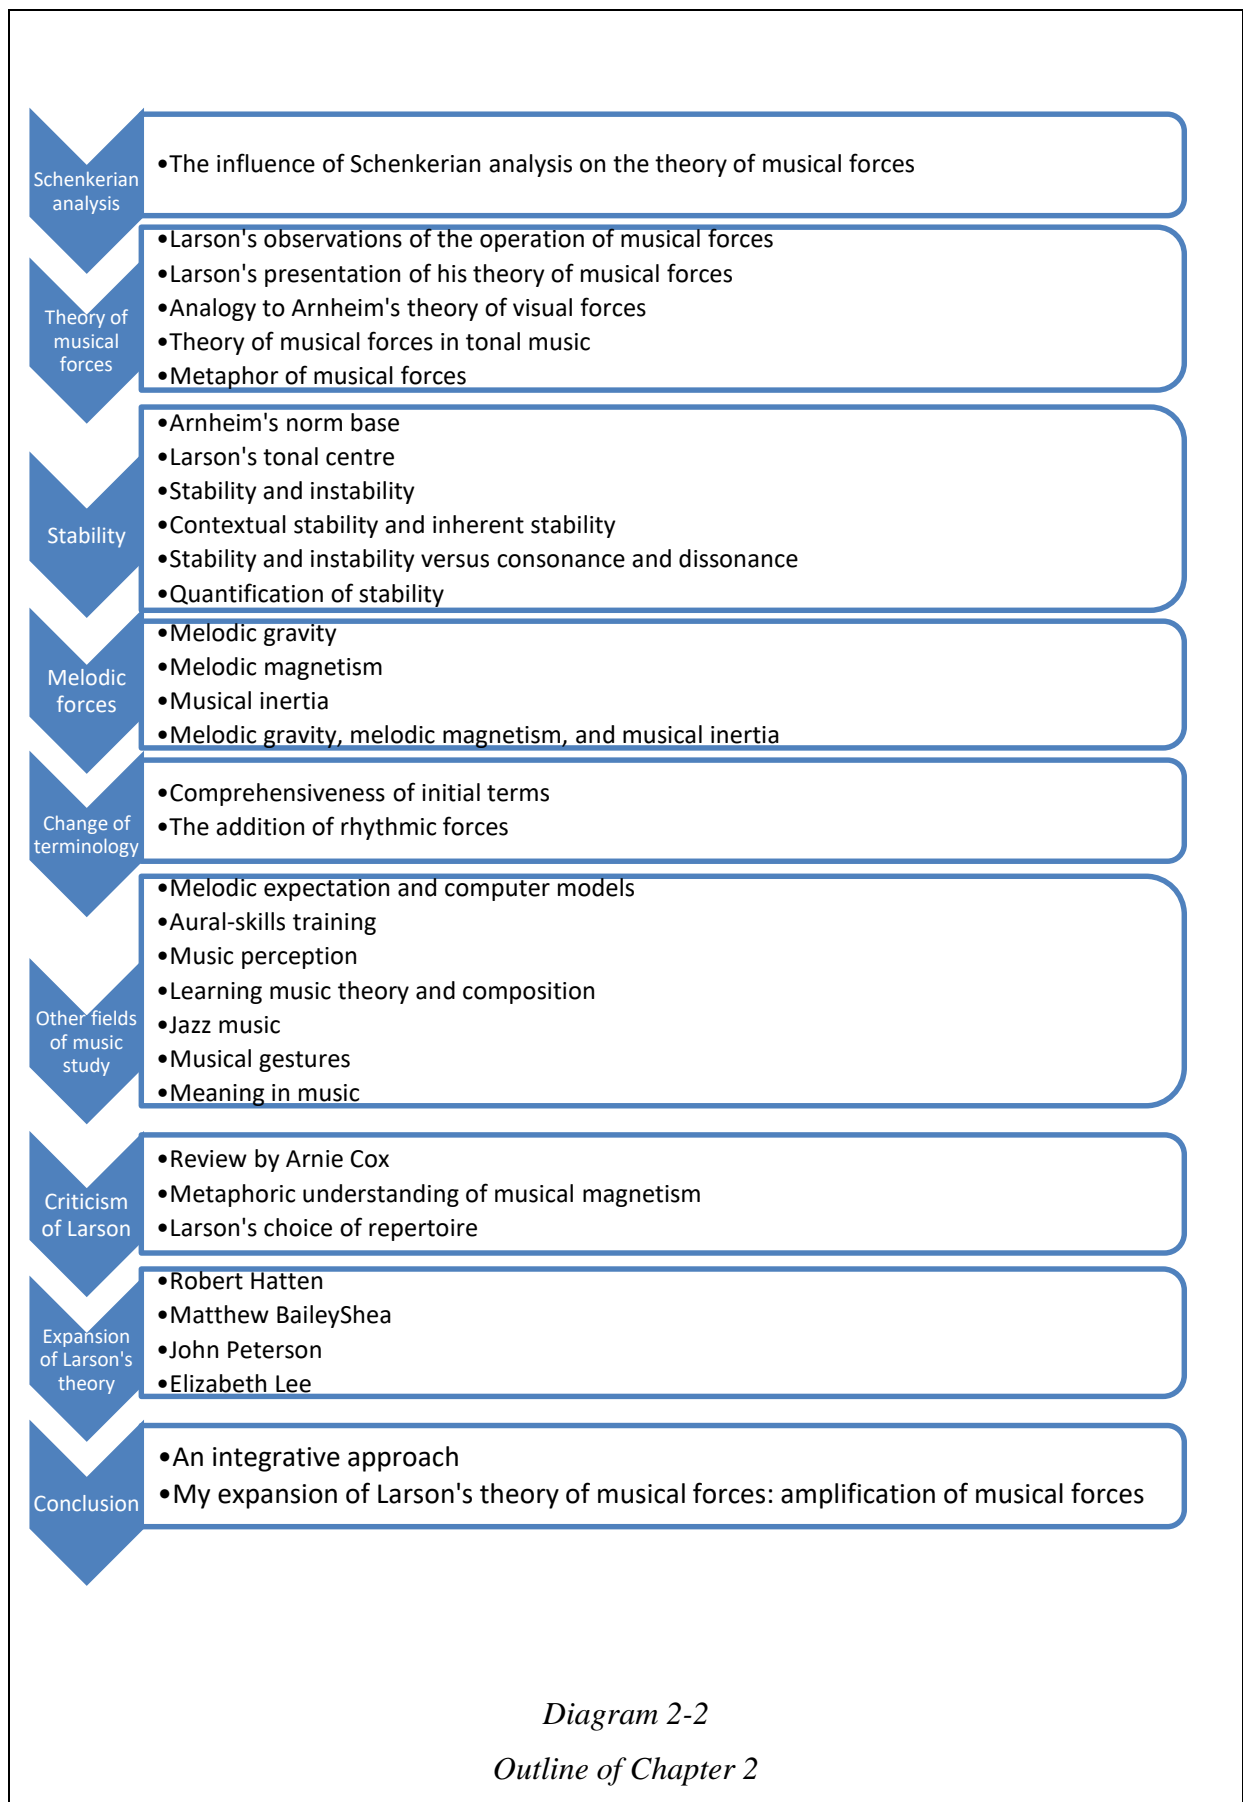 Schenkerian
analysis
•The influence of Schenkerian analysis on the theory of musical forces
Theory of
musical
forces
•Larson's observations of the operation of musical forces
•Larson's presentation of his theory of musical forces
•Analogy to Arnheim's theory of visual forces
•Theory of musical forces in tonal music
•Metaphor of musical forces
Stability
•Arnheim's norm base
•Larson's tonal centre
•Stability and instability
•Contextual stability and inherent stability
•Stability and instability versus consonance and dissonance
•Quantification of stability
Melodic
forces
•Melodic gravity
•Melodic magnetism
•Musical inertia
•Melodic gravity, melodic magnetism, and musical inertia
Change of
terminology
•Comprehensiveness of initial terms
•The addition of rhythmic forces
Other fields
of music
study
•Melodic expectation and computer models
•Aural-skills training
•Music perception
•Learning music theory and composition
•Jazz music
•Musical gestures
•Meaning in music
Criticism
of Larson
•Review by Arnie Cox
•Metaphoric understanding of musical magnetism
•Larson's choice of repertoire
Expansion
of Larson's
theory
•Robert Hatten
•Matthew BaileyShea
•John Peterson
•Elizabeth Lee
Conclusion
•An integrative approach
•My expansion of Larson's theory of musical forces: amplification of musical forces
Diagram 2-2
Outline of Chapter 2